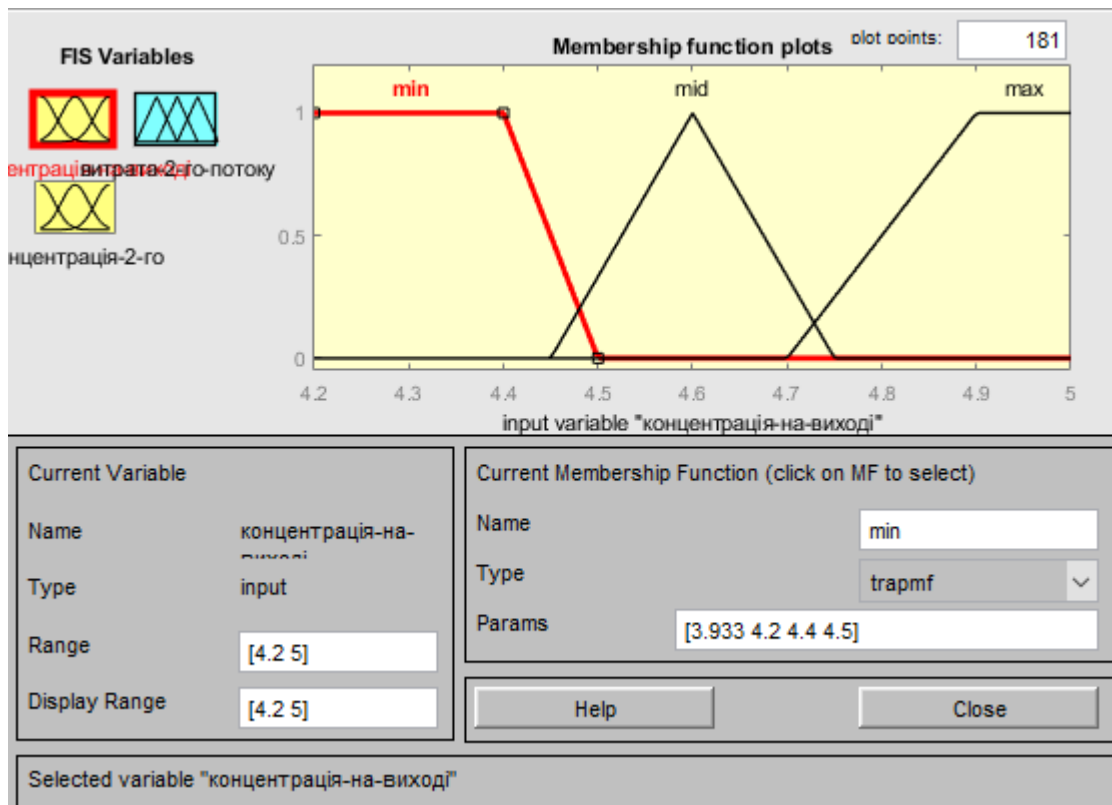 FIS Variables
Membership function plots
plot points:
181
витрата-2-го-потоку
нцентрація-2-го
min
mid
max
1
0.5
0
4.2
4.3
4.4
4.5
4.6
4.7
4.8
4.9
5
input variable "концентрація-на-виході"
Current Variable
Name
концентрація-на-
Type
input
Range
[4.2 5]
Display Range
[4.2 5]
Current Membership Function (click on MF to select)
Name
min
Type
trapmf
Params
[3.933 4.2 4.4 4.5]
Help
Close
Selected variable "концентрація-на-виході"